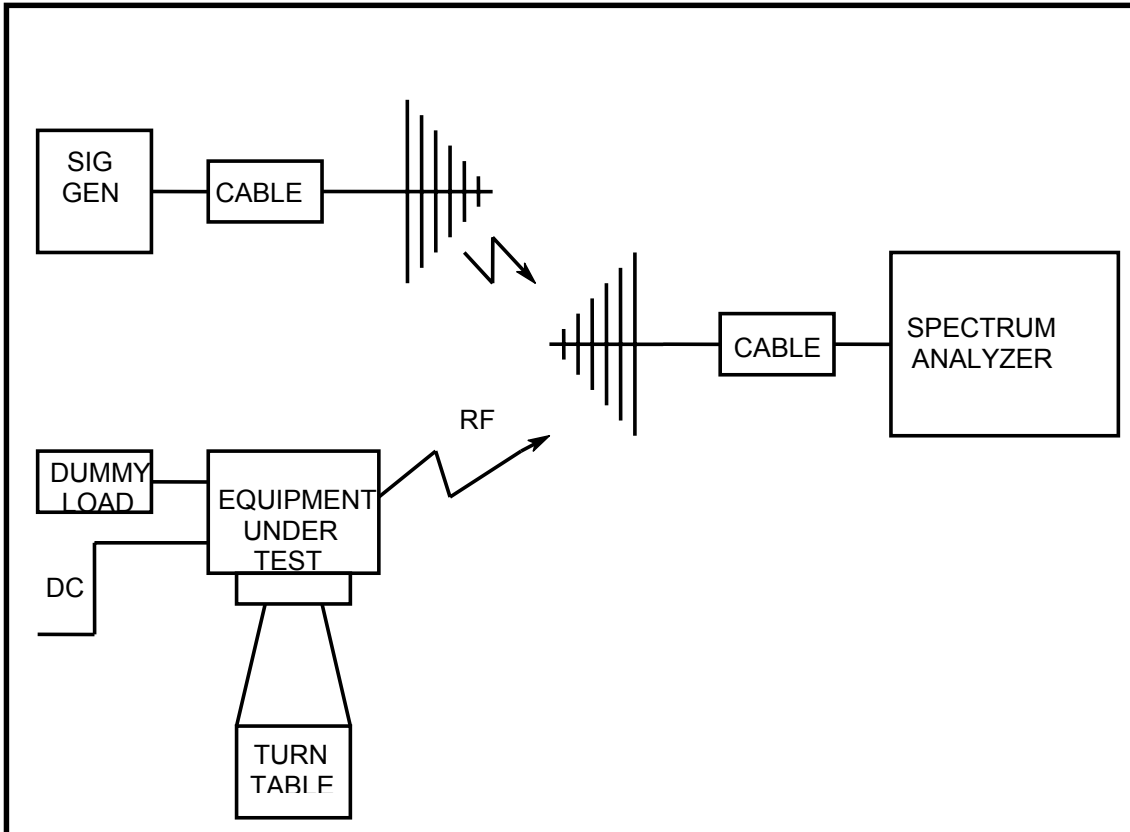 SIG
GEN
CABLE
CABLE
SPECTRUM
ANALYZER
RF
DUMMY
LOAD
EQUIPMENT
UNDER
TEST
DC
TURN
TABLE